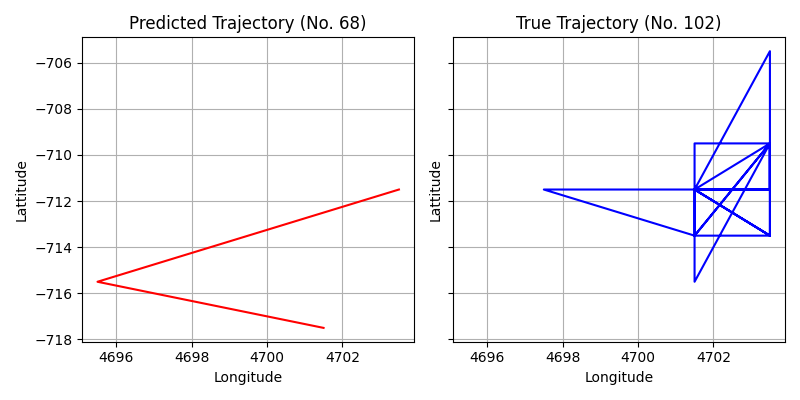 Predicted Trajectory (No. 68)
True Trajectory (No. 102)
Lattitude
−706
−708
−710
−712
−714
−716
−718
4696
4698
4700
4702
Longitude
Lattitude
4696
4698
4700
4702
Longitude